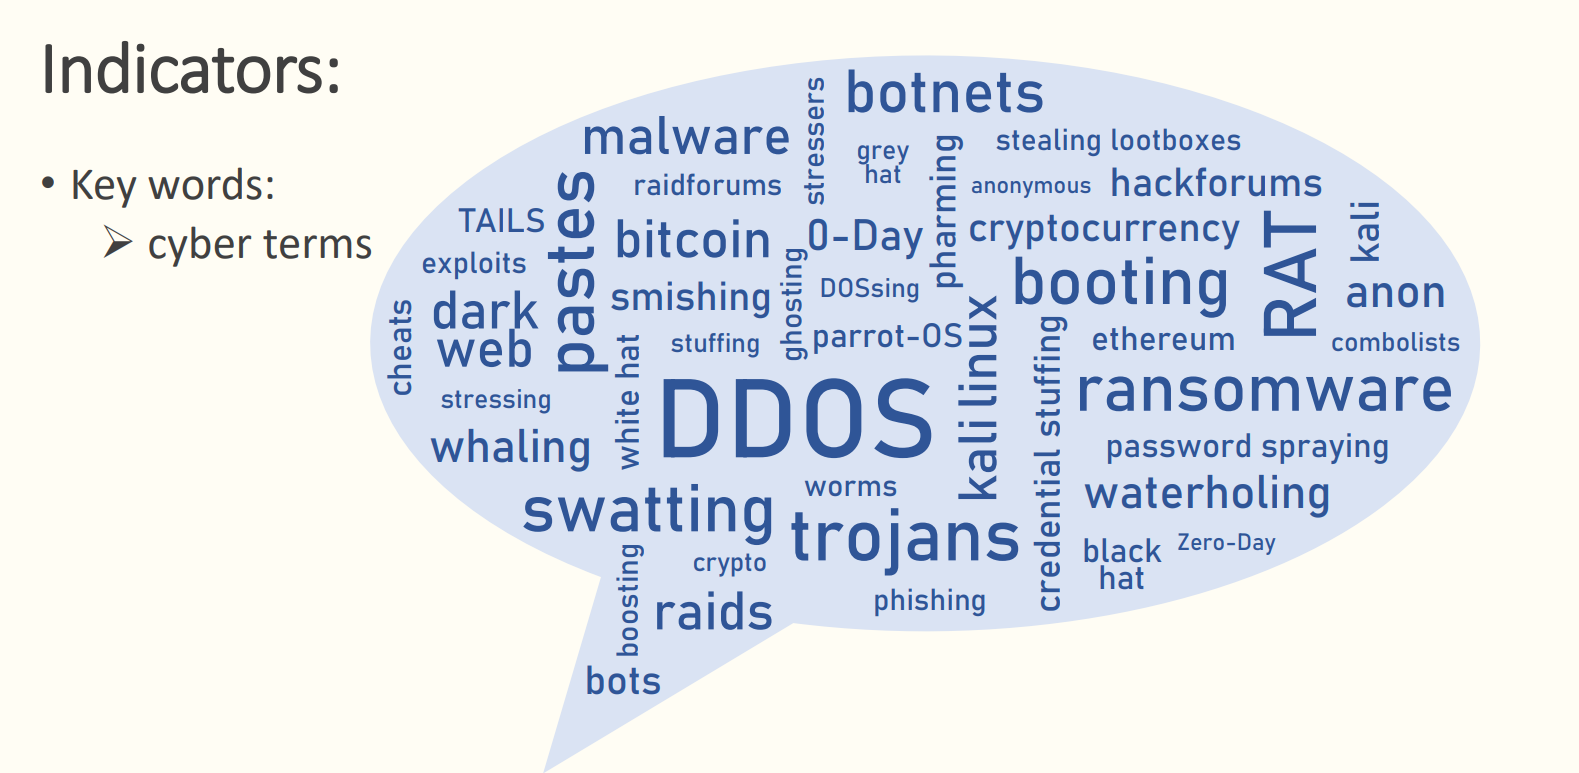 Indicators:
• Key words:
➢ cyber terms
botnets
stressers
malware
grey
hat
pharming
stealing lootboxes
raidforums
anonymous
hackforums
pastes
TAILS
bitcoin
0-Day
cryptocurrency
RAT
kali
exploits
ghosting
DOSsing
booting
anon
smishing
dark
web
cheats
stuffing
parrot-OS
kali linux
credential stuffing
ethereum
combolists
white hat
stressing
DDOS
ransomware
whaling
password spraying
swatting
worms
waterholing
trojans
black
hat
Zero-Day
boosting
crypto
phishing
raids
bots